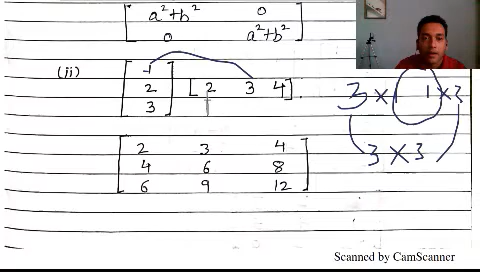 a²+b² 0
0 a²+b²
(ii) 1 2 3 4
2
3
3 × 1 1 × 3
3 × 3
2 3 4
4 6 8
6 9 12
Scanned by CamScanner